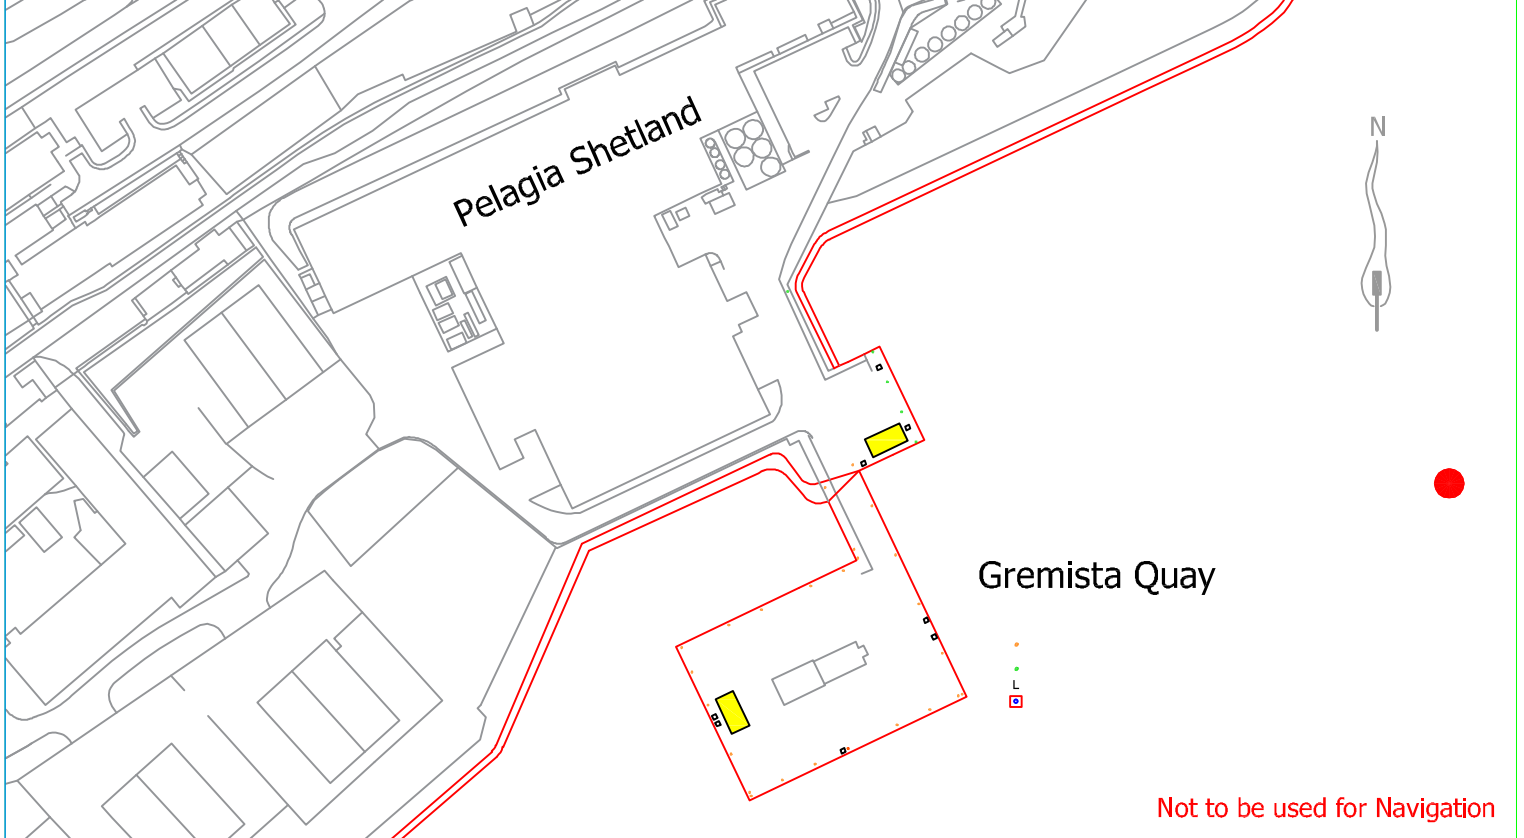 Pelagia Shetland
N
Gremista Quay
L
Not to be used for Navigation